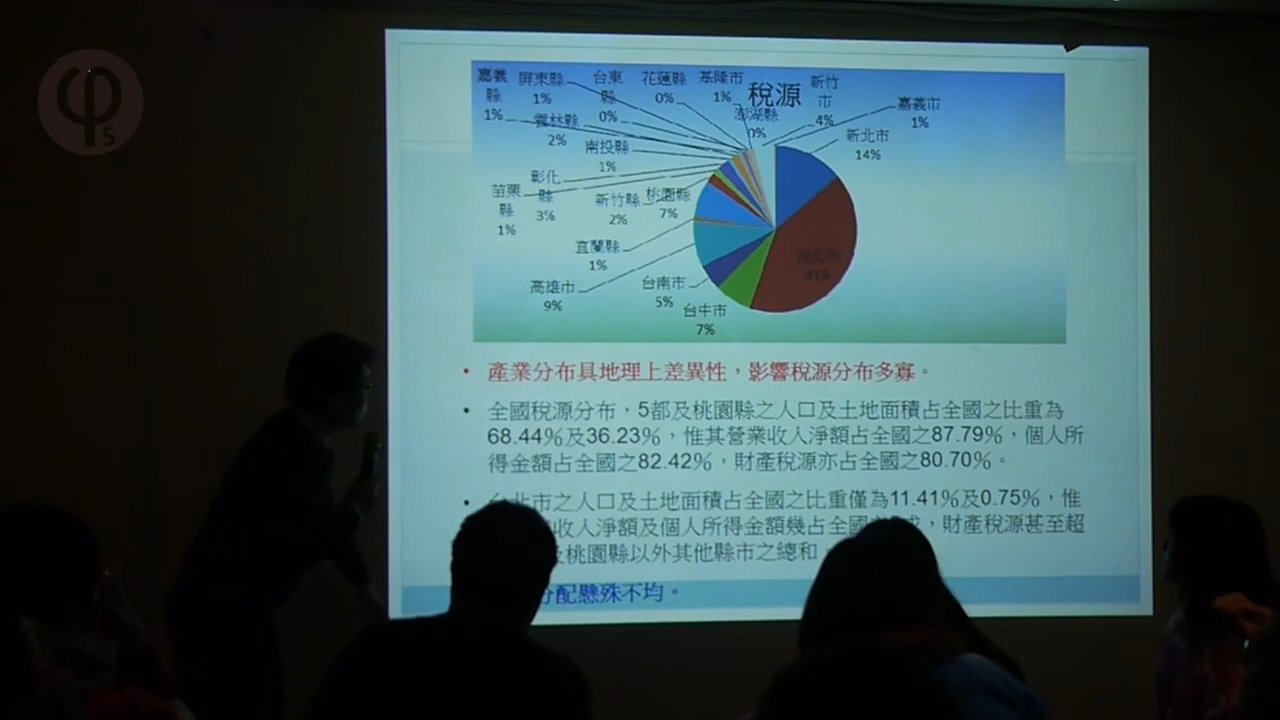 φ5
稅源
嘉義縣 1%
屏東縣 1%
台東縣 0%
花蓮縣 0%
基隆市 1%
澎湖縣 0%
新竹市 4%
嘉義市 1%
新北市 14%
雲林縣 2%
南投縣 1%
彰化縣 3%
苗栗縣 1%
新竹縣 2%
桃園縣 7%
宜蘭縣 1%
高雄市 9%
台南市 5%
台中市 7%
台北市 41%
• 產業分布具地理上差異性，影響稅源分布多寡。
• 全國稅源分布，5都及桃園縣之人口及土地面積占全國之比重為
68.44%及36.23%，惟其營業收入淨額占全國之87.79%，個人所
得金額占全國之82.42%，財產稅源亦占全國之80.70%。
• 台北市之人口及土地面積占全國之比重僅為11.41%及0.75%，惟
收入淨額及個人所得金額幾占全國，財產稅源甚至超
及桃園縣以外其他縣市之總和
分配懸殊不均。